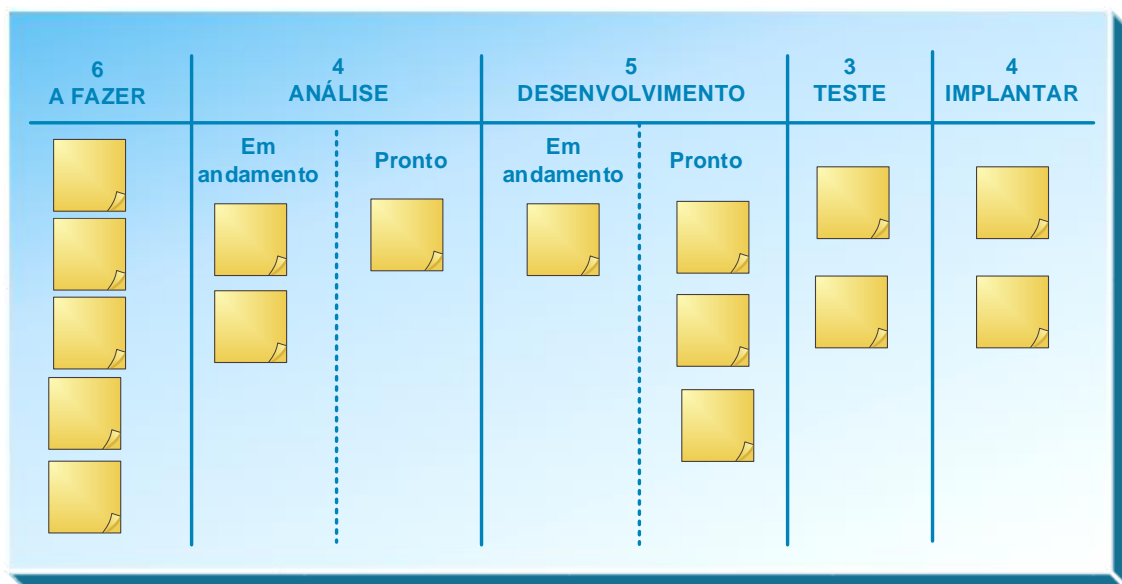 6
A FAZER
4
ANÁLISE
5
DESENVOLVIMENTO
3
TESTE
4
IMPLANTAR
Em
andamento
Pronto
Em
andamento
Pronto